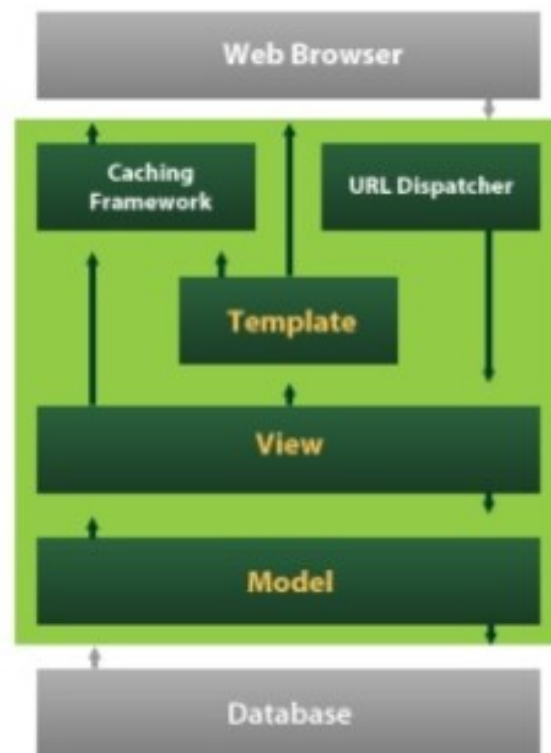 Web Browser
Caching
Framework
URL Dispatcher
Template
View
Model
Database